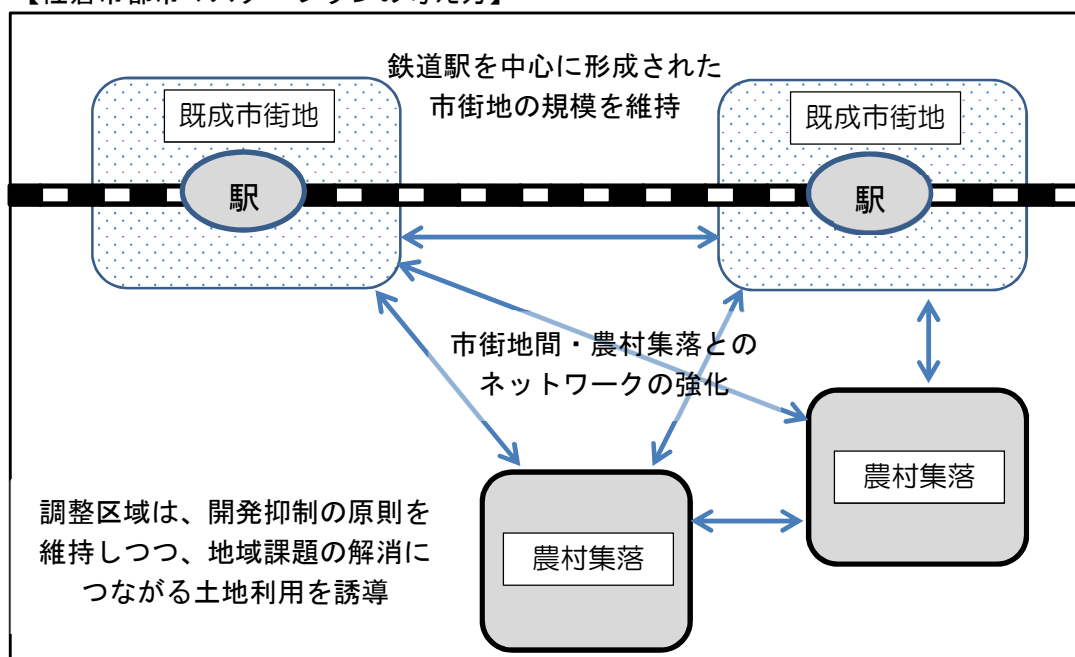 鉄道駅を中心に形成された
市街地の規模を維持
既成市街地
既成市街地
駅
駅
市街地間・農村集落との
ネットワークの強化
農村集落
農村集落
調整区域は、開発抑制の原則を
維持しつつ、地域課題の解消に
つながる土地利用を誘導